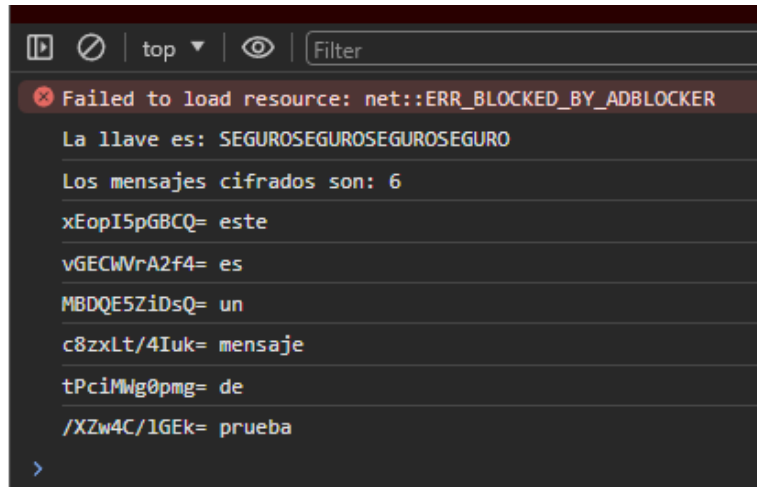 top ▼
Filter
Failed to load resource: net::ERR_BLOCKED_BY_ADBLOCKER
La llave es: SEGUROSEGUROSEGUROSEGURO
Los mensajes cifrados son: 6
xEopI5pGBCQ= este
vGECWVrA2f4= es
MBDQE5ZiDsQ= un
c8zxLt/4Iuk= mensaje
tPciMWg0pmg= de
/XZw4C/lGEk= prueba
>